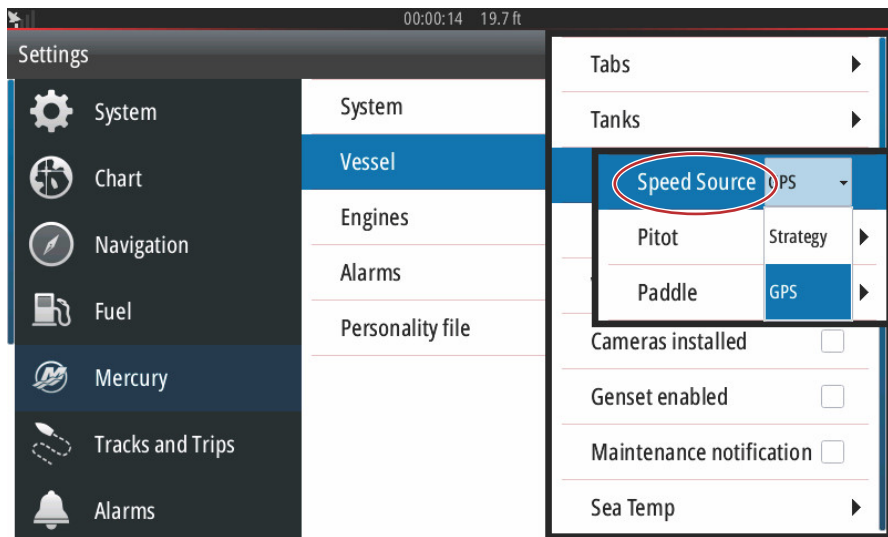 00:00:14 19.7 ft
Settings
System
Chart
Navigation
Fuel
Mercury
Tracks and Trips
Alarms
System
Vessel
Engines
Alarms
Personality file
Tabs
Tanks
Speed Source GPS
Pitot Strategy
Paddle GPS
Cameras installed
Genset enabled
Maintenance notification
Sea Temp